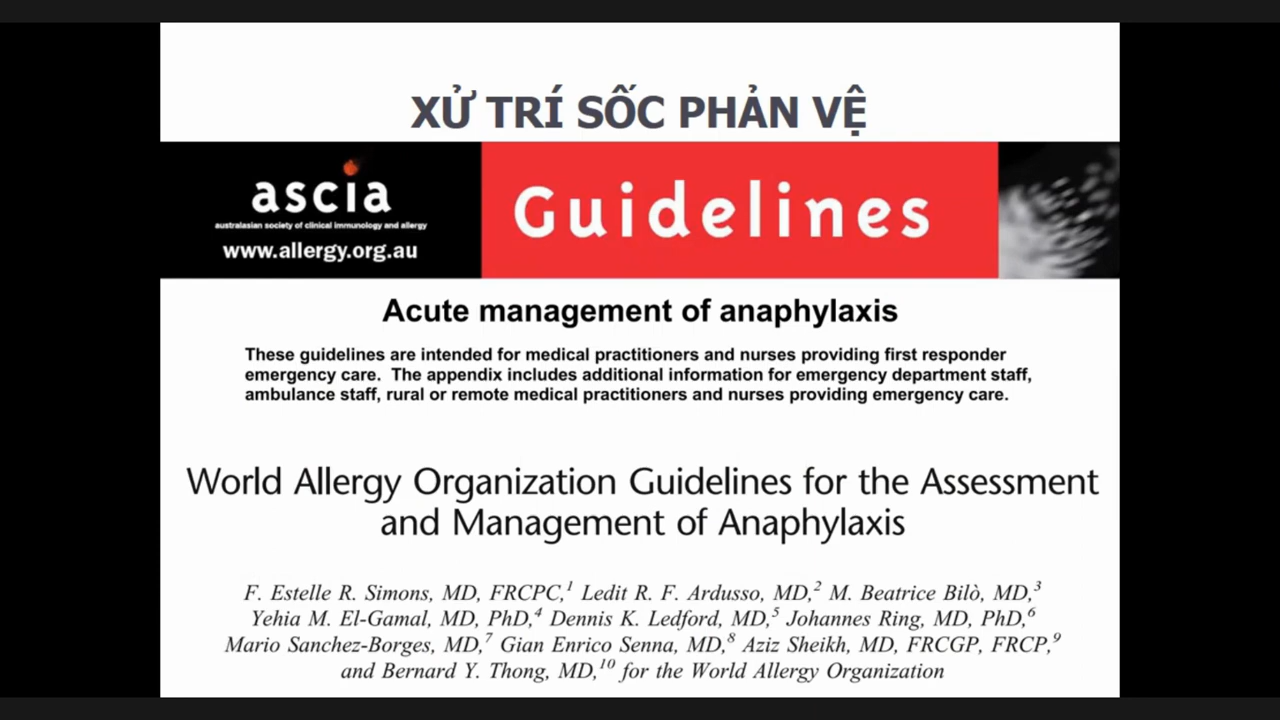 XỬ TRÍ SỐC PHẢN VỆ
ascia
australasian society of clinical immunology and allergy
www.allergy.org.au
Guidelines
Acute management of anaphylaxis
These guidelines are intended for medical practitioners and nurses providing first responder
emergency care. The appendix includes additional information for emergency department staff,
ambulance staff, rural or remote medical practitioners and nurses providing emergency care.
World Allergy Organization Guidelines for the Assessment
and Management of Anaphylaxis
F. Estelle R. Simons, MD, FRCPC,1 Ledit R. F. Ardusso, MD,2 M. Beatrice Bilò, MD,3
Yehia M. El-Gamal, MD, PhD,4 Dennis K. Ledford, MD,5 Johannes Ring, MD, PhD,6
Mario Sanchez-Borges, MD,7 Gian Enrico Senna, MD,8 Aziz Sheikh, MD, FRCGP, FRCP,9
and Bernard Y. Thong, MD,10 for the World Allergy Organization